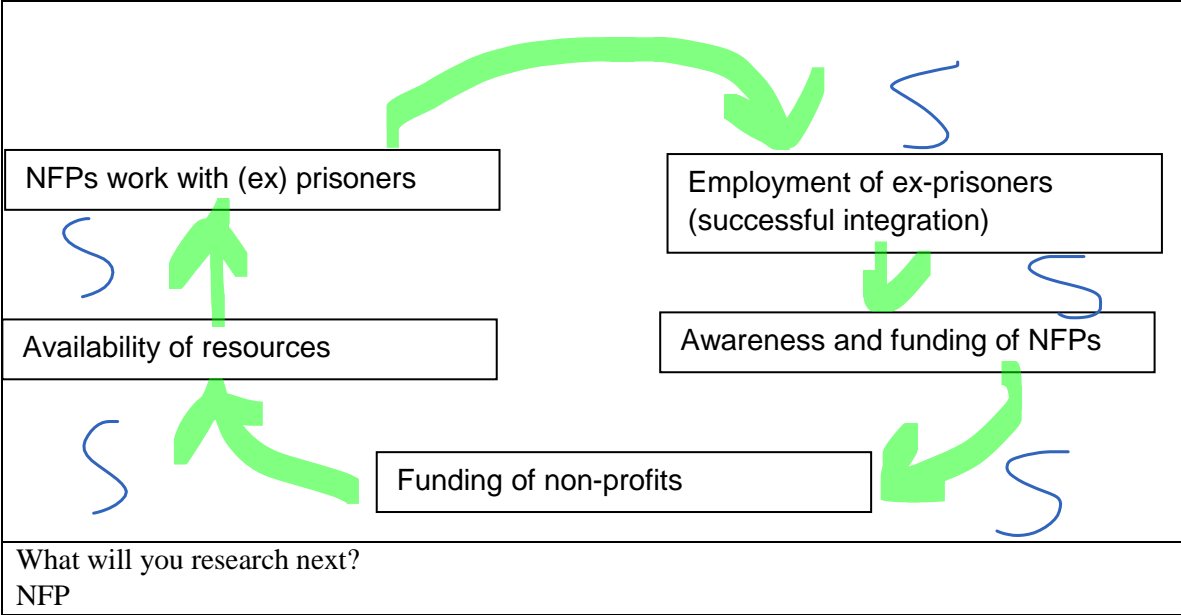 S
NFPs work with (ex) prisoners
Employment of ex-prisoners
(successful integration)
S
S
Availability of resources
Awareness and funding of NFPs
S
Funding of non-profits
S
What will you research next?
NFP